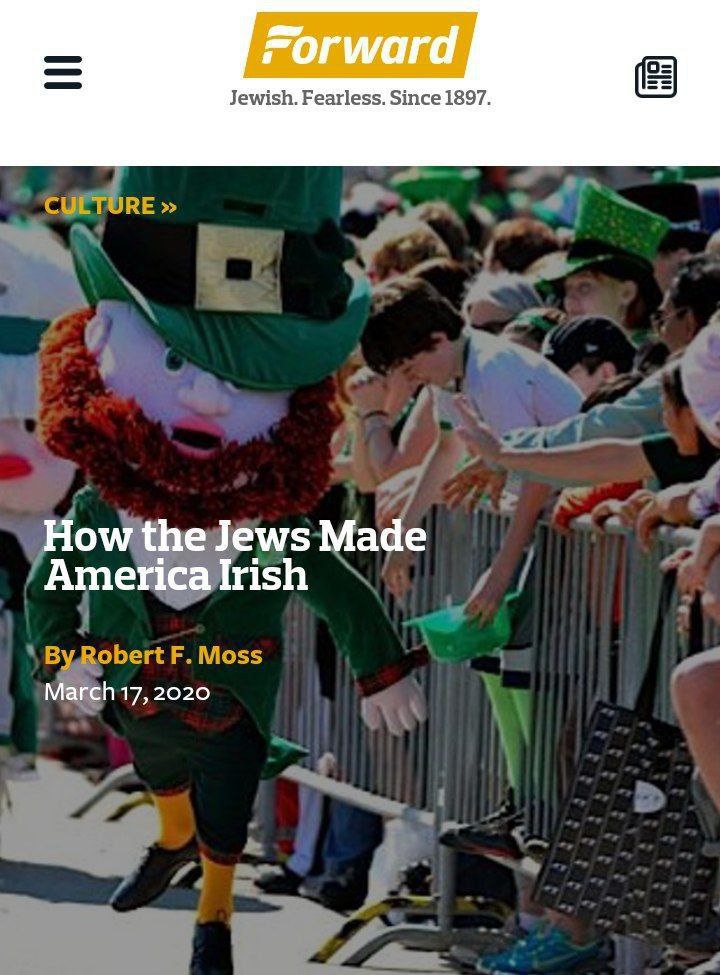 Forward
Jewish. Fearless. Since 1897.
CULTURE »
How the Jews Made
America Irish
By Robert F. Moss
March 17, 2020